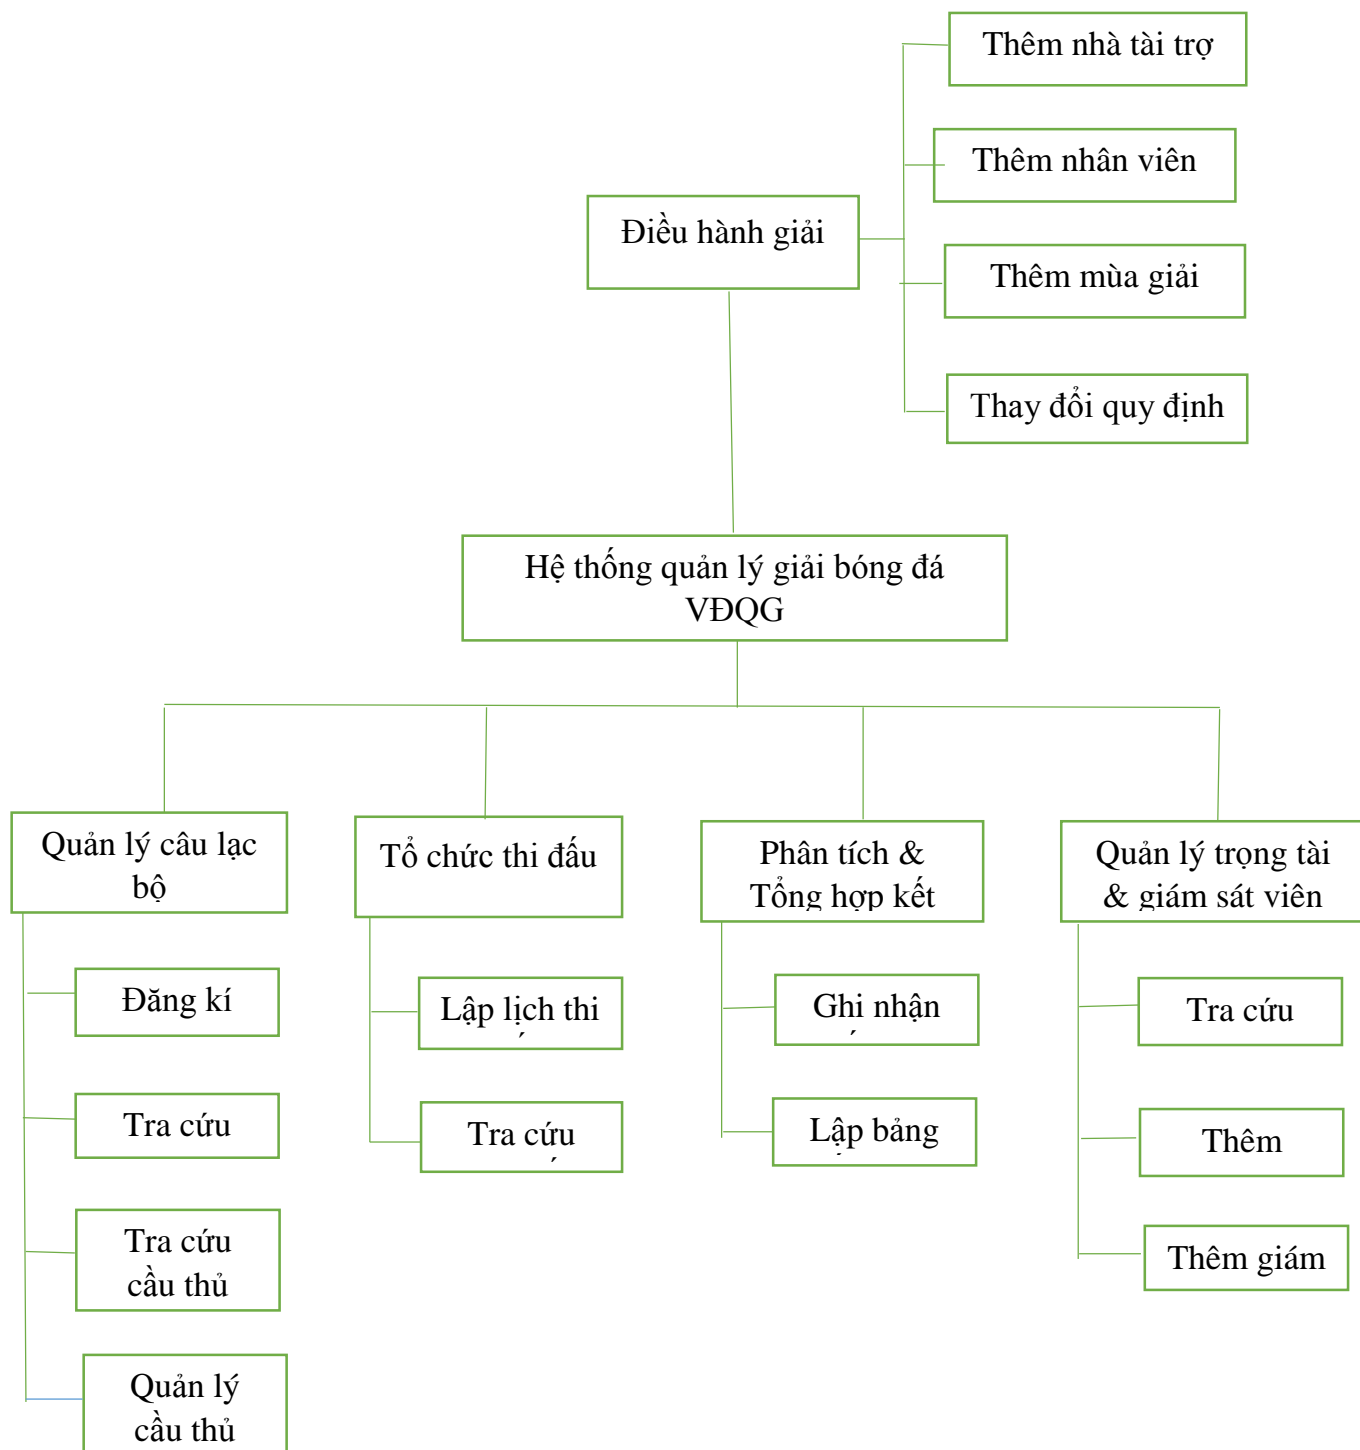 Thêm nhà tài trợ
Thêm nhân viên
Điều hành giải
Thêm mùa giải
Thay đổi quy định
Hệ thống quản lý giải bóng đá
VĐQG
Quản lý câu lạc
bộ
Tổ chức thi đấu
Phân tích &
Tổng hợp kết
Quản lý trọng tài
& giám sát viên
Đăng kí
Lập lịch thi
Ghi nhận
Tra cứu
Tra cứu
Tra cứu
Lập bảng
Thêm
Tra cứu
cầu thủ
Thêm giám
Quản lý
cầu thủ